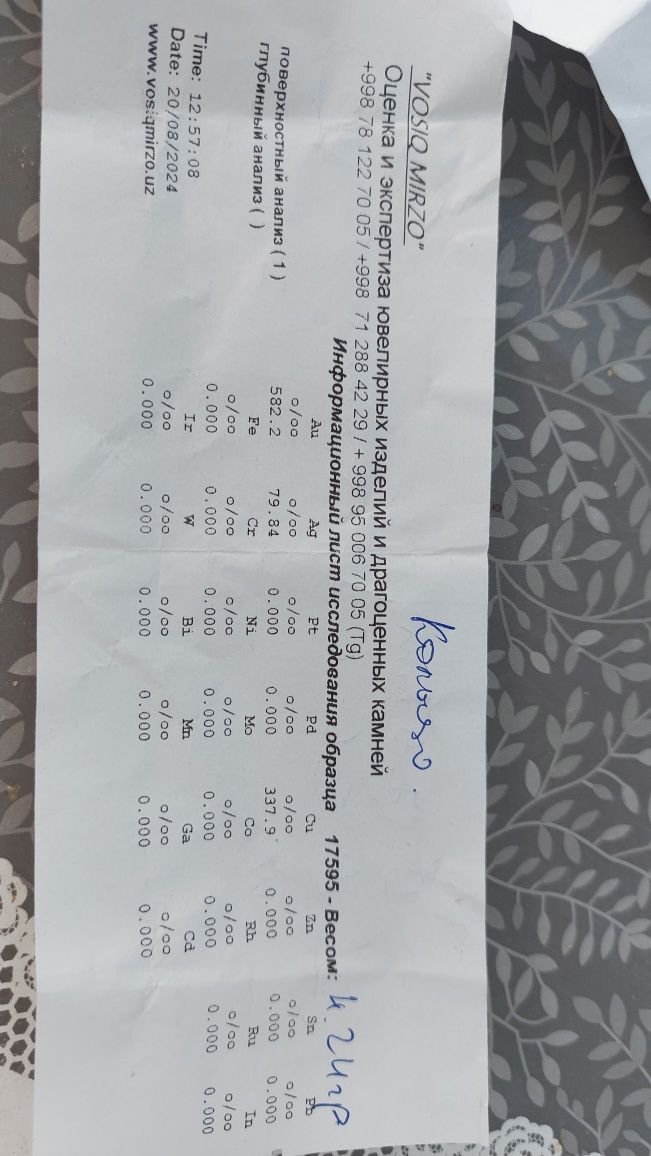 Кольцо.
"VOSIQ MIRZO"
Оценка и экспертиза ювелирных изделий и драгоценных камней
+998 78 122 70 05 / +998 71 288 42 29 / + 998 95 006 70 05 (Tg)
Информационный лист исследования образца 17595 - Весом: 4.24гр
поверхностный анализ ( 1 )
глубинный анализ ( )
Au Ag Pt Pd Cu Zn Sn Pb
o/oo o/oo o/oo o/oo o/oo o/oo o/oo o/oo
582.2 79.84 0.000 0.000 337.9 0.000 0.000 0.000
Fe Cr Ni Mo Co Rh Ru In
o/oo o/oo o/oo o/oo o/oo o/oo o/oo o/oo
0.000 0.000 0.000 0.000 0.000 0.000 0.000 0.000
Ir W Bi Mn Ga Cd
o/oo o/oo o/oo o/oo o/oo o/oo
0.000 0.000 0.000 0.000 0.000 0.000
Time: 12:57:08
Date: 20/08/2024
www.vosiqmirzo.uz